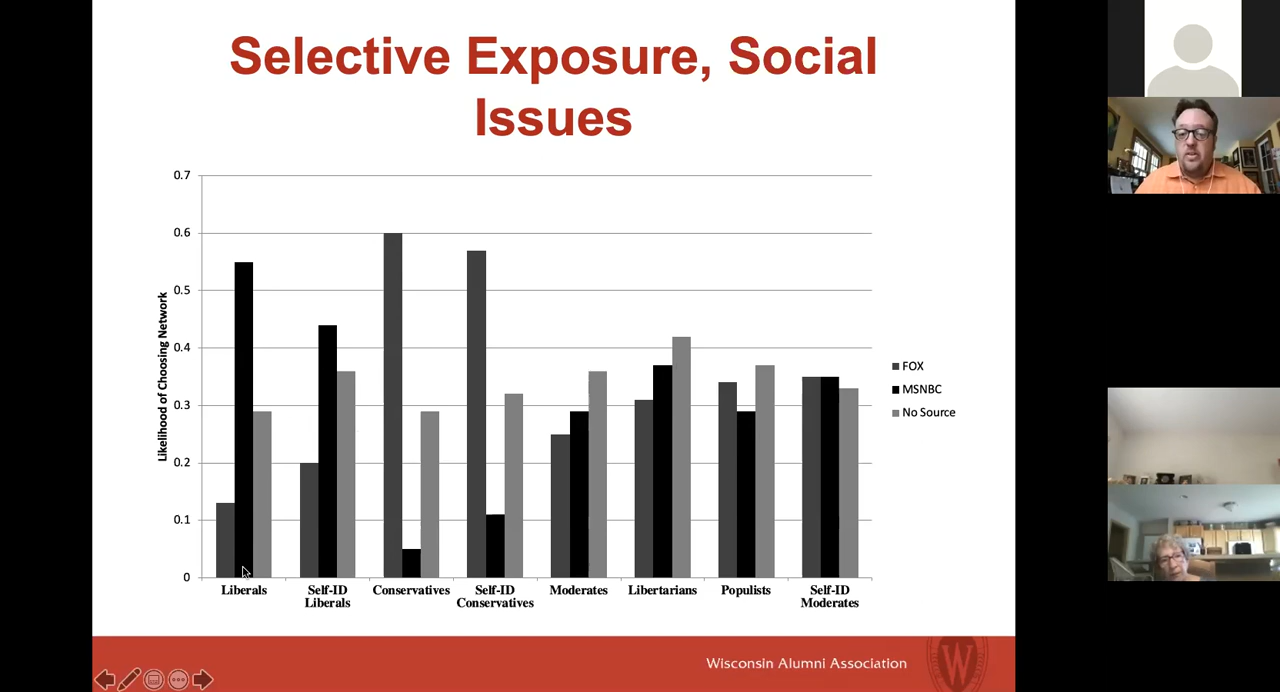 Selective Exposure, Social
Issues
0.7
0.6
0.5
0.4
0.3
0.2
0.1
0
Likelihood of Choosing Network
FOX
MSNBC
No Source
Liberals
Self-ID
Liberals
Conservatives
Self-ID
Conservatives
Moderates
Libertarians
Populists
Self-ID
Moderates
Wisconsin Alumni Association
W